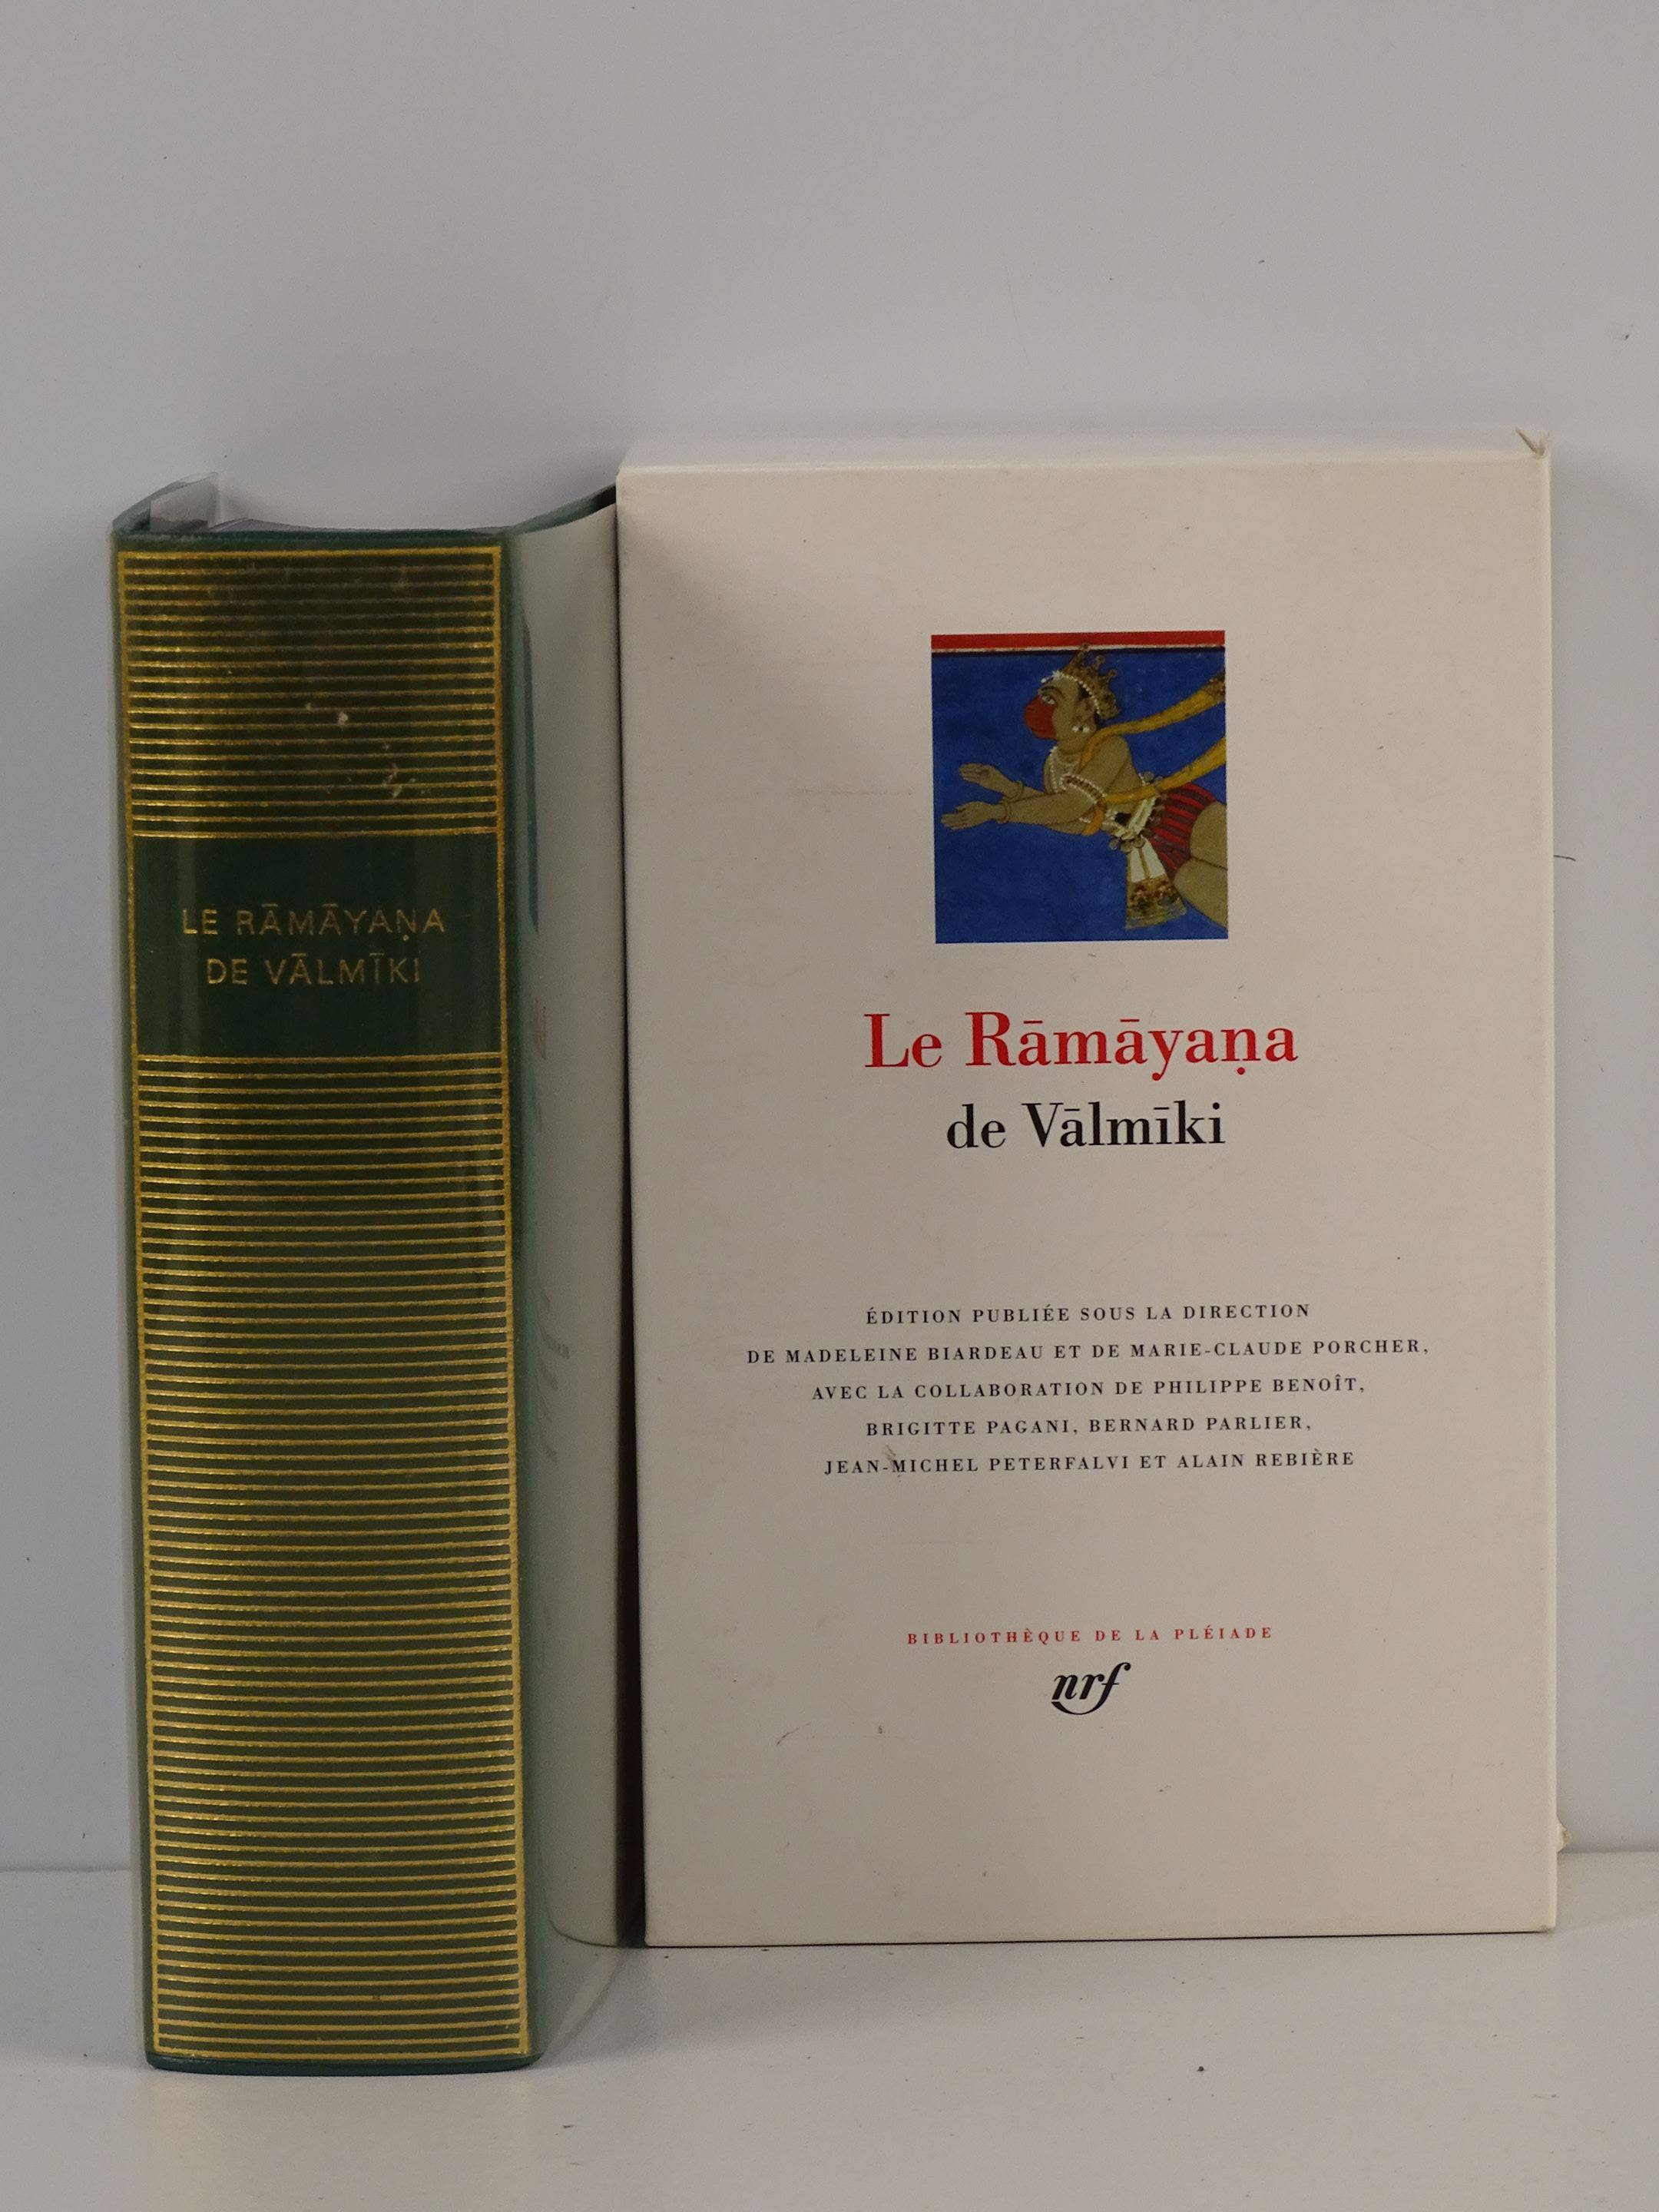 LE RĀMĀYAṆA
DE VĀLMĪKI
Le Rāmāyaṇa
de Vālmīki
ÉDITION PUBLIÉE SOUS LA DIRECTION
DE MADELEINE BIARDEAU ET DE MARIE-CLAUDE PORCHER,
AVEC LA COLLABORATION DE PHILIPPE BENOÎT,
BRIGITTE PAGANI, BERNARD PARLIER,
JEAN-MICHEL PETERFALVI ET ALAIN REBIÈRE
BIBLIOTHÈQUE DE LA PLÉIADE
nrf